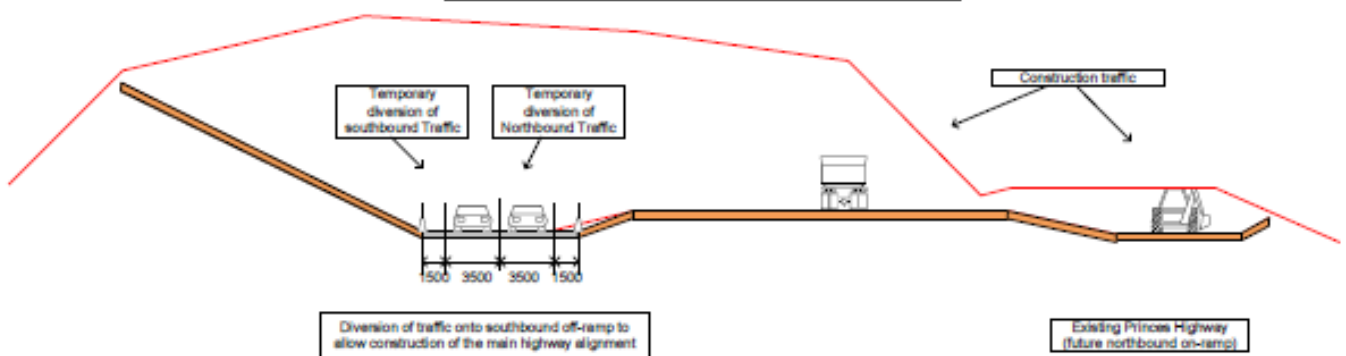 Construction traffic
Temporary
diversion of
southbound Traffic
Temporary
diversion of
Northbound Traffic
1500 3500 3500 1500
Diversion of traffic onto southbound off-ramp to
allow construction of the main highway alignment
Existing Princes Highway
(future northbound on-ramp)